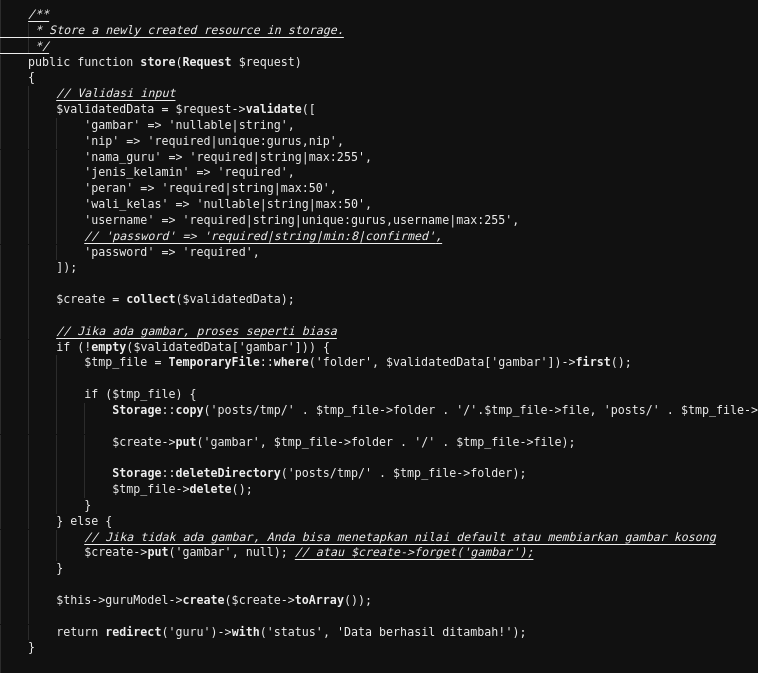 /**
* Store a newly created resource in storage.
*/
public function store(Request $request)
{
// Validasi input
$validatedData = $request->validate([
'gambar' => 'nullable|string',
'nip' => 'required|unique:gurus,nip',
'nama_guru' => 'required|string|max:255',
'jenis_kelamin' => 'required',
'peran' => 'required|string|max:50',
'wali_kelas' => 'nullable|string|max:50',
'username' => 'required|string|unique:gurus,username|max:255',
// 'password' => 'required|string|min:8|confirmed',
'password' => 'required',
]);
$create = collect($validatedData);
// Jika ada gambar, proses seperti biasa
if (!empty($validatedData['gambar'])) {
$tmp_file = TemporaryFile::where('folder', $validatedData['gambar'])->first();
if ($tmp_file) {
Storage::copy('posts/tmp/' . $tmp_file->folder . '/'.$tmp_file->file, 'posts/' . $tmp_file->
$create->put('gambar', $tmp_file->folder . '/' . $tmp_file->file);
Storage::deleteDirectory('posts/tmp/' . $tmp_file->folder);
$tmp_file->delete();
}
} else {
// Jika tidak ada gambar, Anda bisa menetapkan nilai default atau membiarkan gambar kosong
$create->put('gambar', null); // atau $create->forget('gambar');
}
$this->guruModel->create($create->toArray());
return redirect('guru')->with('status', 'Data berhasil ditambah!');
}